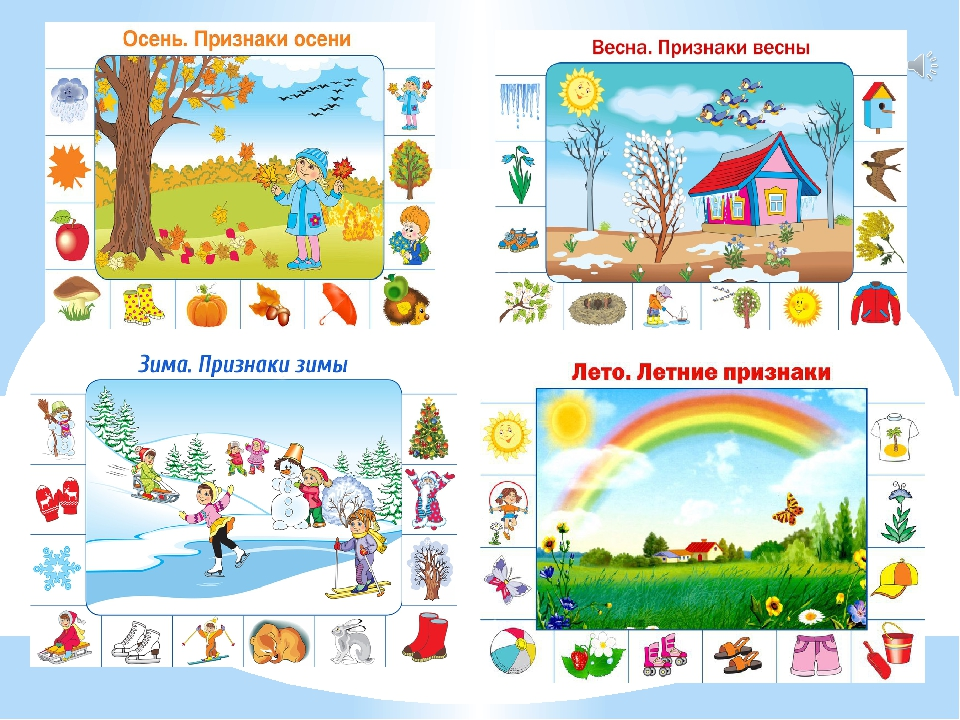 Осень. Признаки осени
Весна. Признаки весны
Зима. Признаки зимы
Лето. Летние признаки